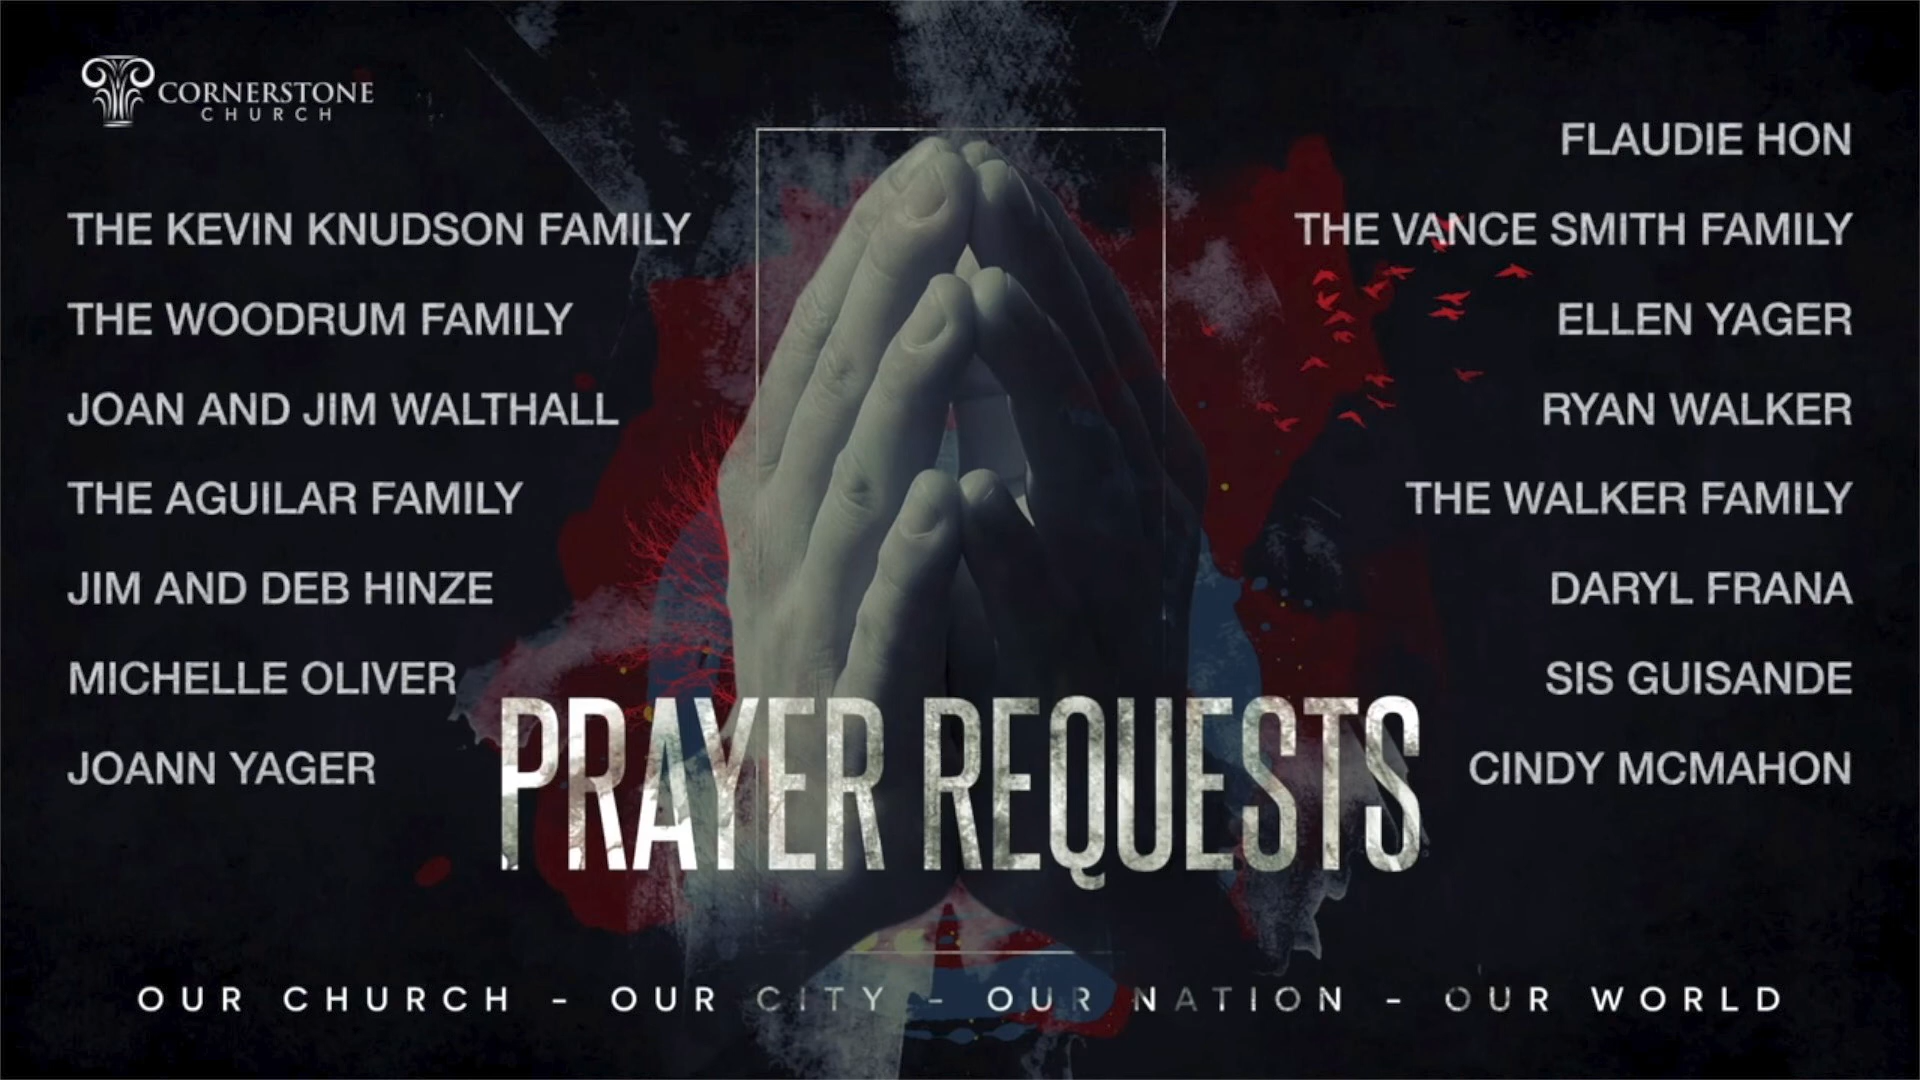 CORNERSTONE
CHURCH
THE KEVIN KNUDSON FAMILY
THE WOODRUM FAMILY
JOAN AND JIM WALTHALL
THE AGUILAR FAMILY
JIM AND DEB HINZE
MICHELLE OLIVER
JOANN YAGER
FLAUDIE HON
THE VANCE SMITH FAMILY
ELLEN YAGER
RYAN WALKER
THE WALKER FAMILY
DARYL FRANA
SIS GUISANDE
CINDY MCMAHON
PRAYER REQUESTS
OUR CHURCH - OUR CITY - OUR NATION - OUR WORLD